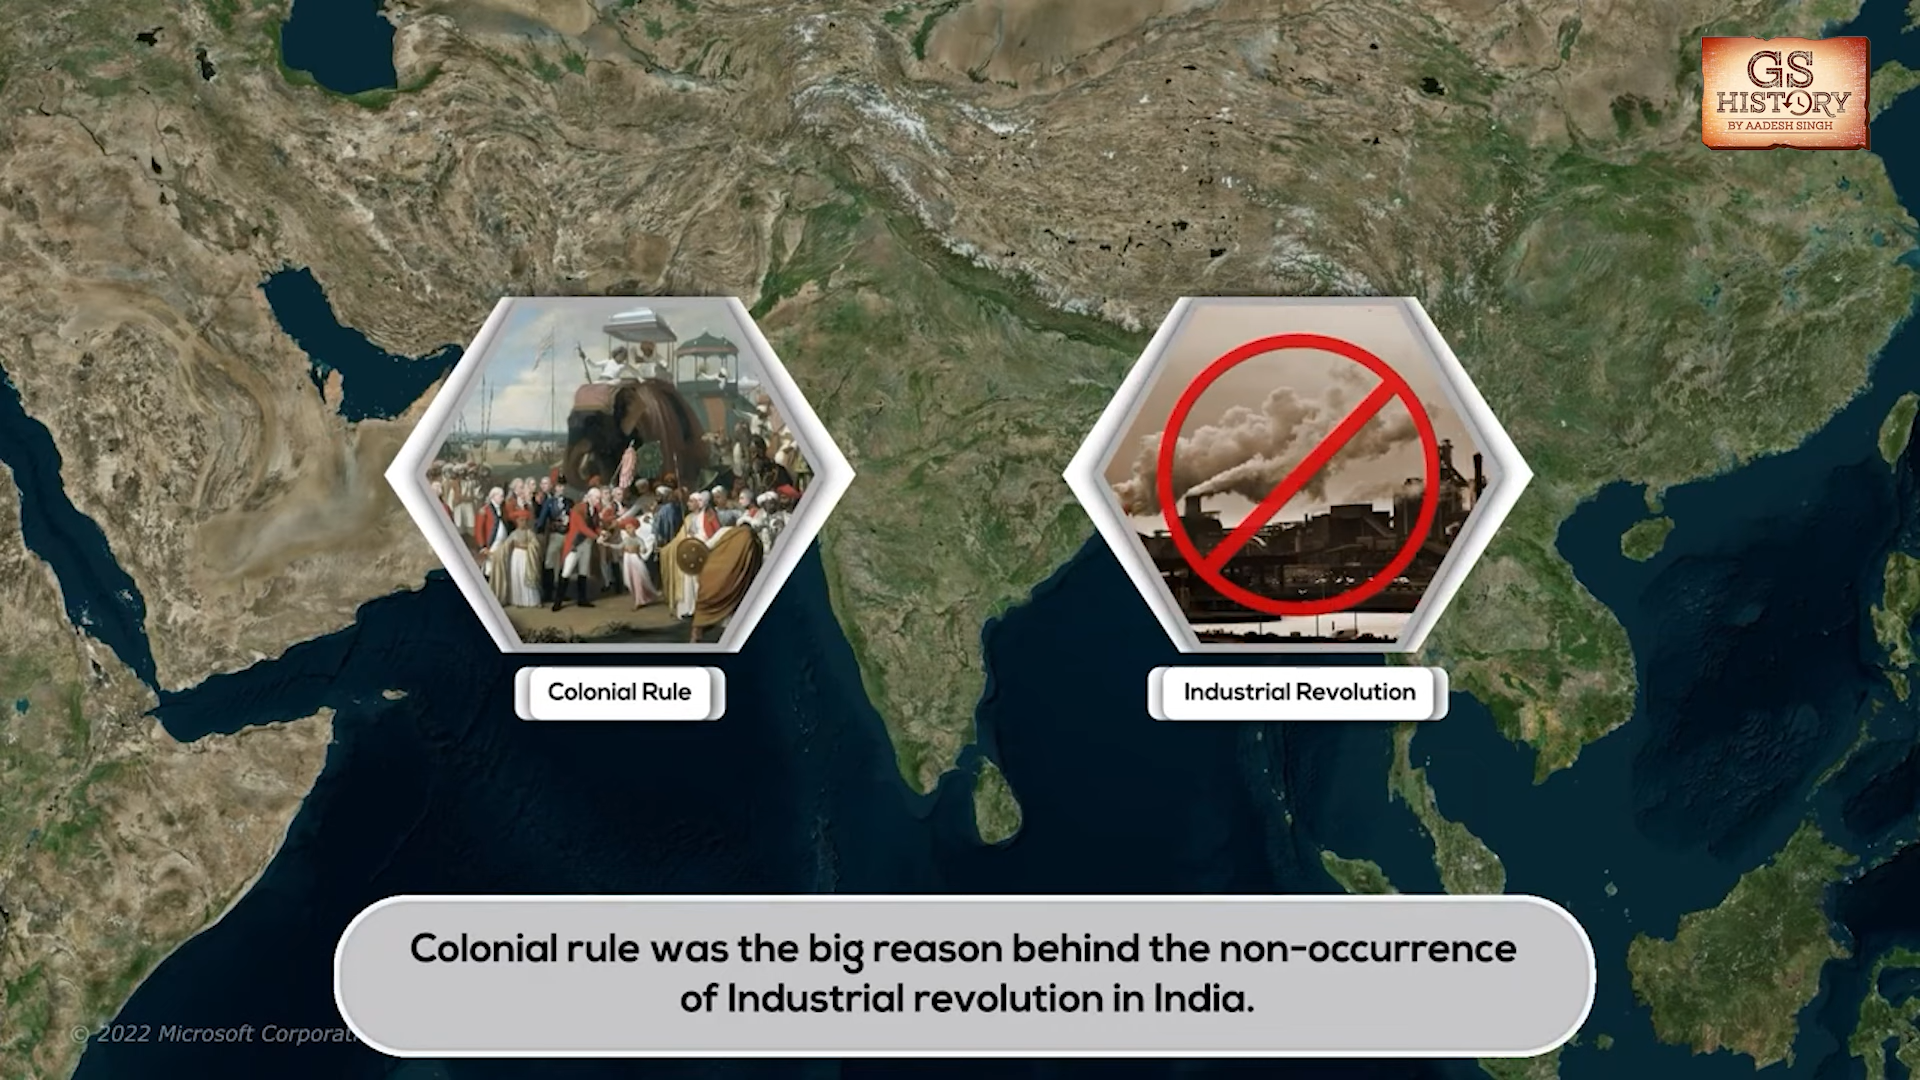 GS
HISTORY
BY AADESH SINGH
Colonial Rule
Industrial Revolution
Colonial rule was the big reason behind the non-occurrence
of Industrial revolution in India.
© 2022 Microsoft Corporat